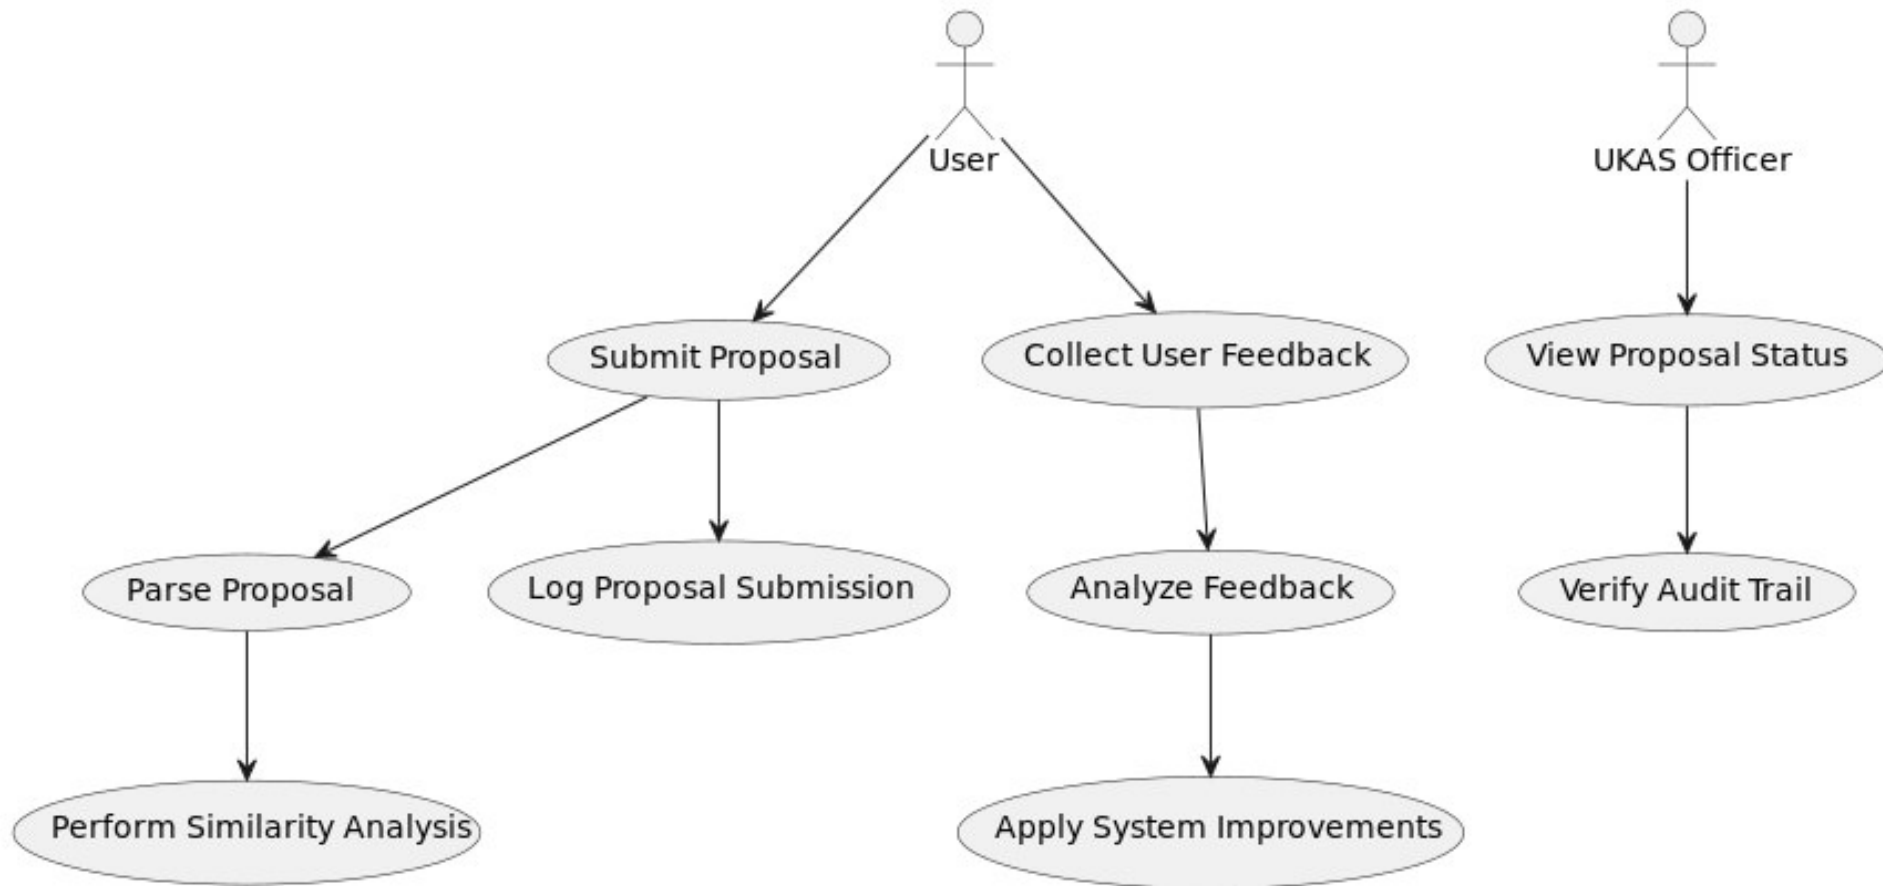 User
UKAS Officer
Submit Proposal
Collect User Feedback
View Proposal Status
Parse Proposal
Log Proposal Submission
Analyze Feedback
Verify Audit Trail
Perform Similarity Analysis
Apply System Improvements